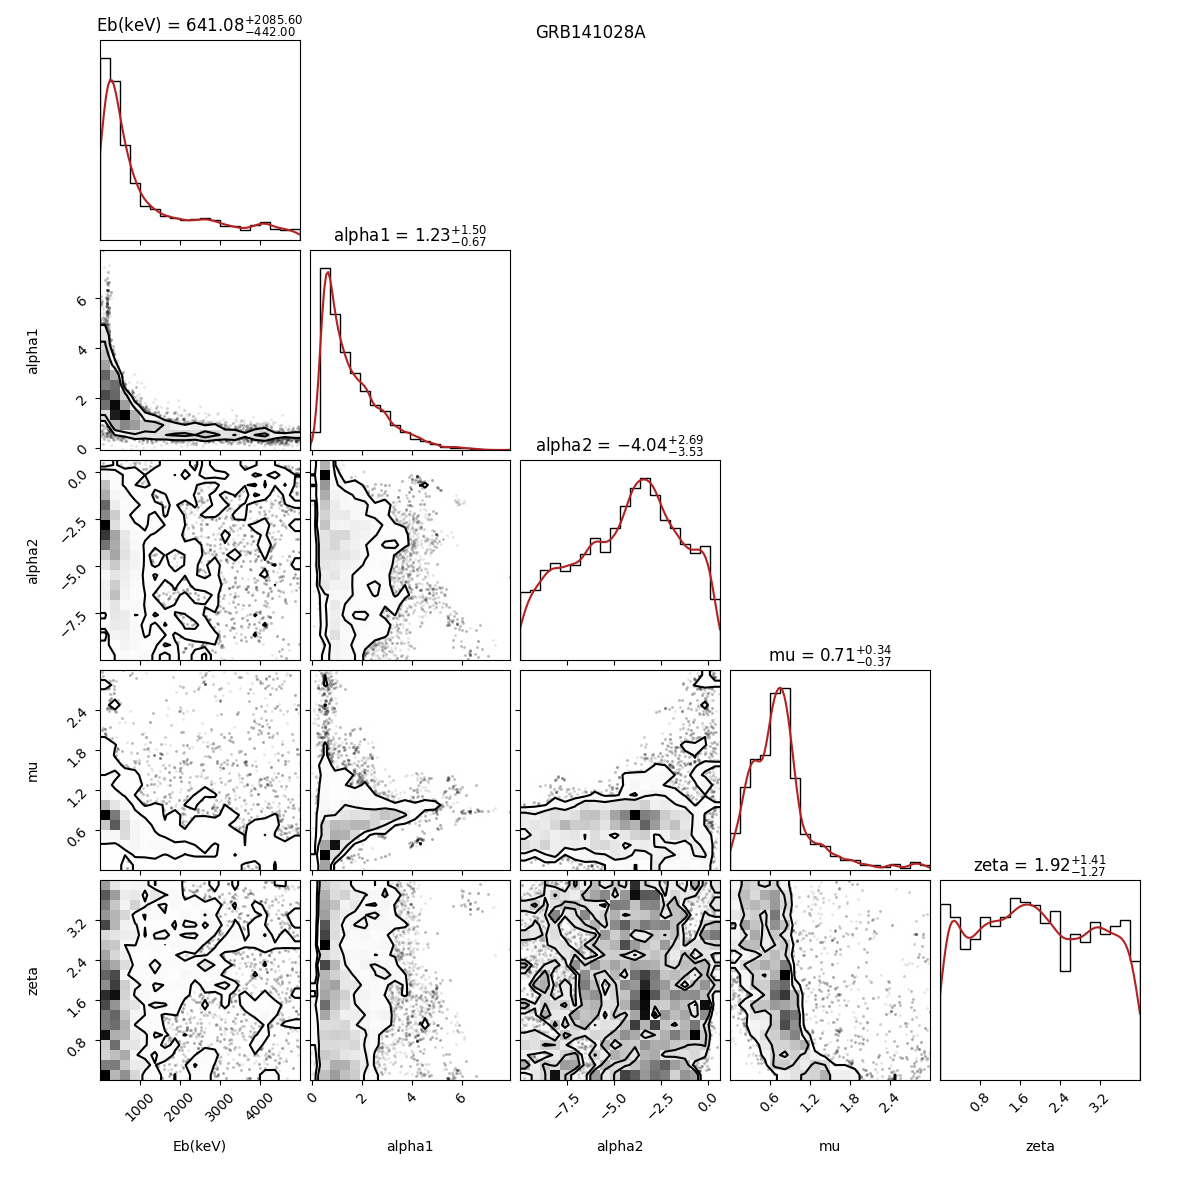 GRB141028A
Eb(keV) = 641.08+2085.60 −442.00
alpha1 = 1.23+1.50 −0.67
alpha1
6
4
2
0
alpha2 = −4.04+2.69 −3.53
alpha2
0.0
−2.5
−5.0
−7.5
mu = 0.71+0.34 −0.37
mu
2.4
1.8
1.2
0.6
zeta = 1.92+1.41 −1.27
zeta
3.2
2.4
1.6
0.8
1000 2000 3000 4000 0 2 4 6 −7.5 −5.0 −2.5 0.0 0.6 1.2 1.8 2.4 0.8 1.6 2.4 3.2
Eb(keV) alpha1 alpha2 mu zeta